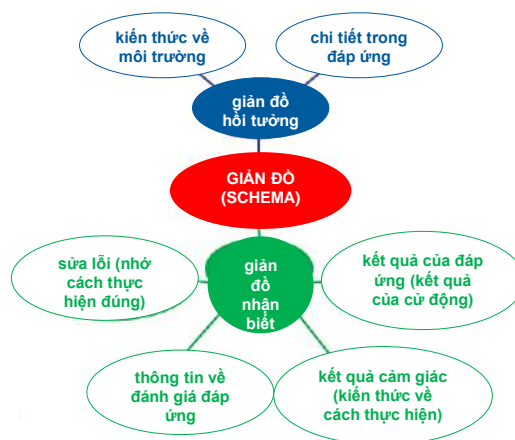 kiến thức về
môi trường
chi tiết trong
đáp ứng
giản đồ
hồi tưởng
GIẢN ĐỒ
(SCHEMA)
giản
đồ
nhận
biết
sửa lỗi (nhớ
cách thực
hiện đúng)
kết quả của đáp
ứng (kết quả
của cử động)
thông tin về
đánh giá đáp
ứng
kết quả cảm giác
(kiến thức về
cách thực hiện)